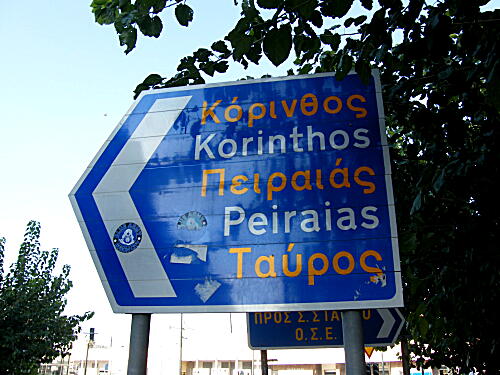 Κόρινθος
Korinthos
Πειραιάς
Peiraias
Ταύρος
ΠΡΟΣ Σ. ΣΤΑ
Ο.Σ.Ε.